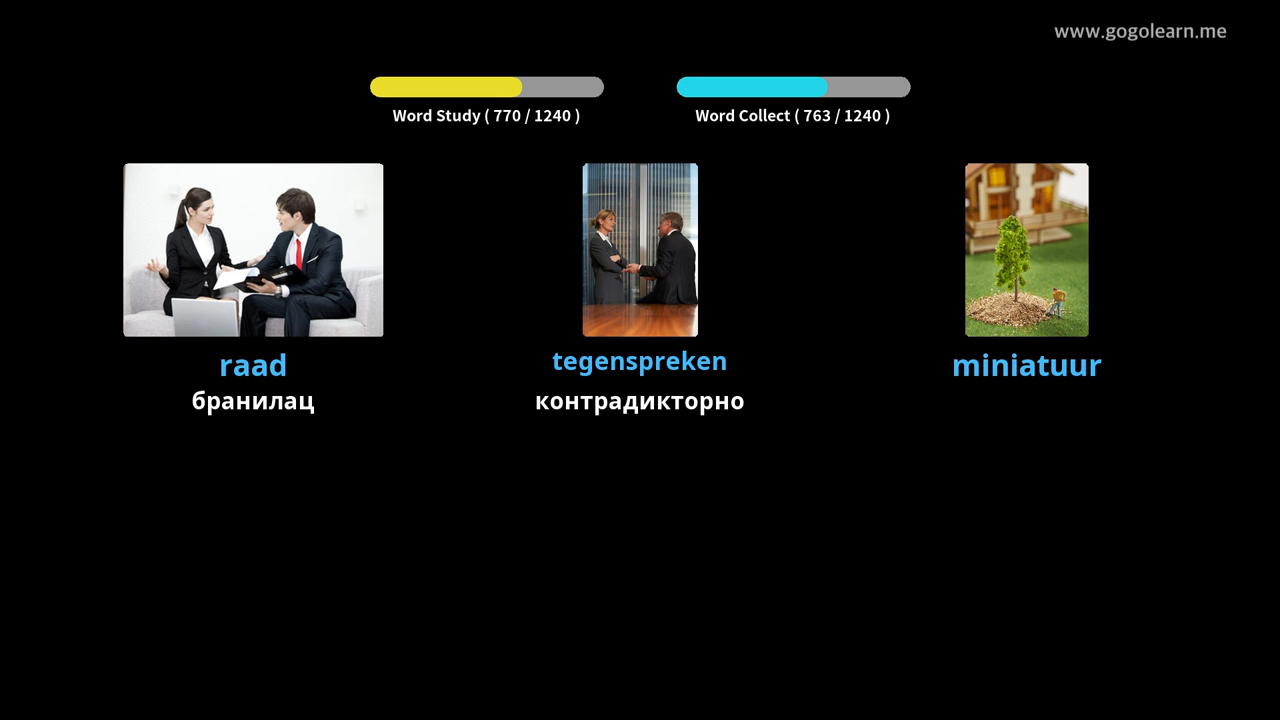 www.gogolearn.me
Word Study ( 770 / 1240 )
Word Collect ( 763 / 1240 )
raad
tegenspreken
miniatuur
бранилац
контрадикторно